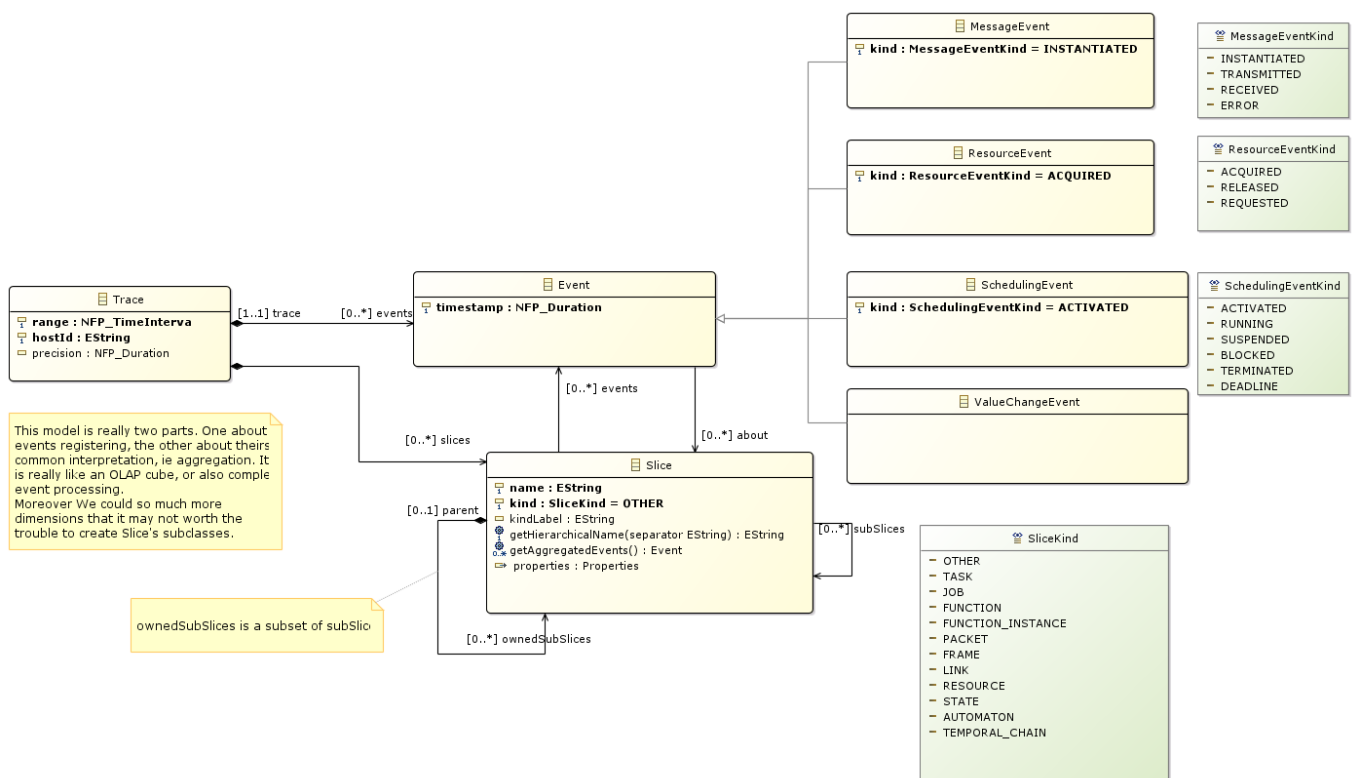 MessageEvent
kind : MessageEventKind = INSTANTIATED
MessageEventKind
INSTANTIATED
TRANSMITTED
RECEIVED
ERROR
ResourceEvent
kind : ResourceEventKind = ACQUIRED
ResourceEventKind
ACQUIRED
RELEASED
REQUESTED
Trace
range : NFP_TimeInterva
hostId : EString
precision : NFP_Duration
[1..1] trace
[0..*] events
Event
timestamp : NFP_Duration
SchedulingEvent
kind : SchedulingEventKind = ACTIVATED
SchedulingEventKind
ACTIVATED
RUNNING
SUSPENDED
BLOCKED
TERMINATED
DEADLINE
[0..*] events
[0..*] about
[0..*] slices
ValueChangeEvent
This model is really two parts. One about
events registering, the other about theirs
common interpretation, ie aggregation. It
is really like an OLAP cube, or also comple
event processing.
Moreover We could so much more
dimensions that it may not worth the
trouble to create Slice's subclasses.
Slice
name : EString
kind : SliceKind = OTHER
kindLabel : EString
getHierarchicalName(separator EString) : EString
0..* getAggregatedEvents() : Event
properties : Properties
[0..1] parent
[0..*] subSlices
[0..*] ownedSubSlices
ownedSubSlices is a subset of subSlic
SliceKind
OTHER
TASK
JOB
FUNCTION
FUNCTION_INSTANCE
PACKET
FRAME
LINK
RESOURCE
STATE
AUTOMATON
TEMPORAL_CHAIN